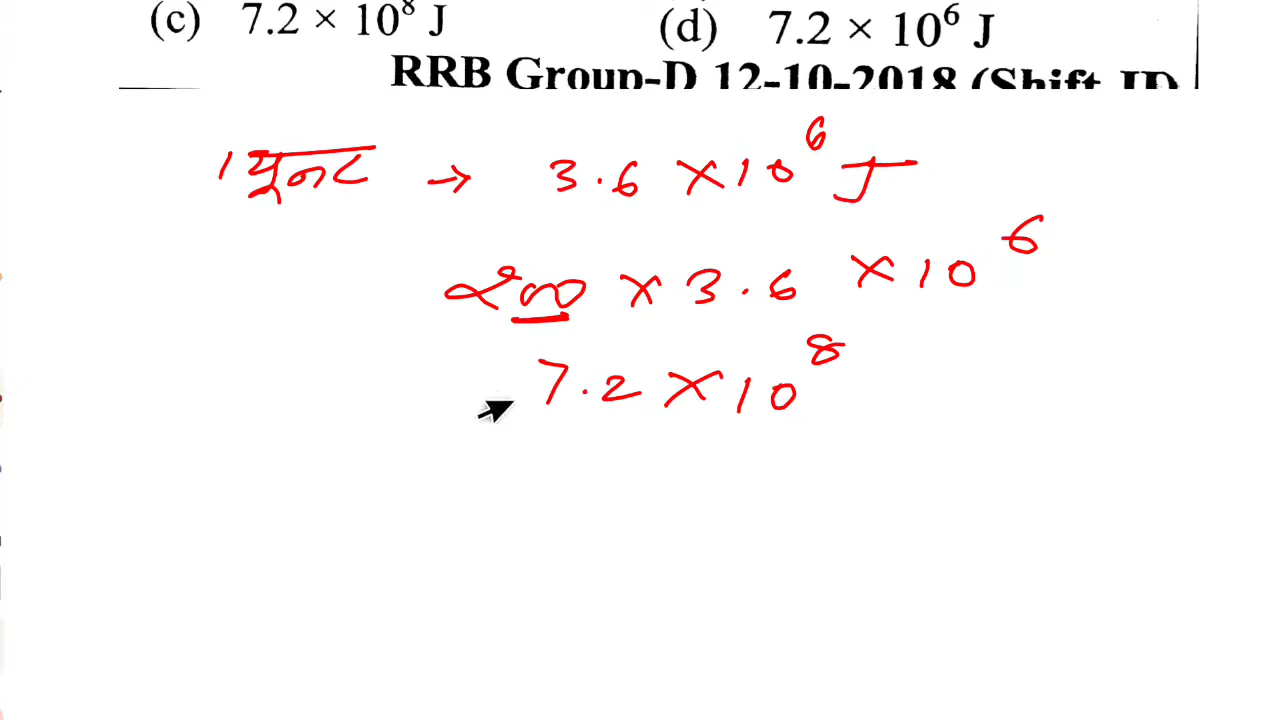 (c) 7.2 × 10⁸ J (d) 7.2 × 10⁶ J
RRB Group-D 12-10-2018 (Shift-II)
1 यूनिट → 3.6 × 10⁶ J
200 × 3.6 × 10⁶
7.2 × 10⁸